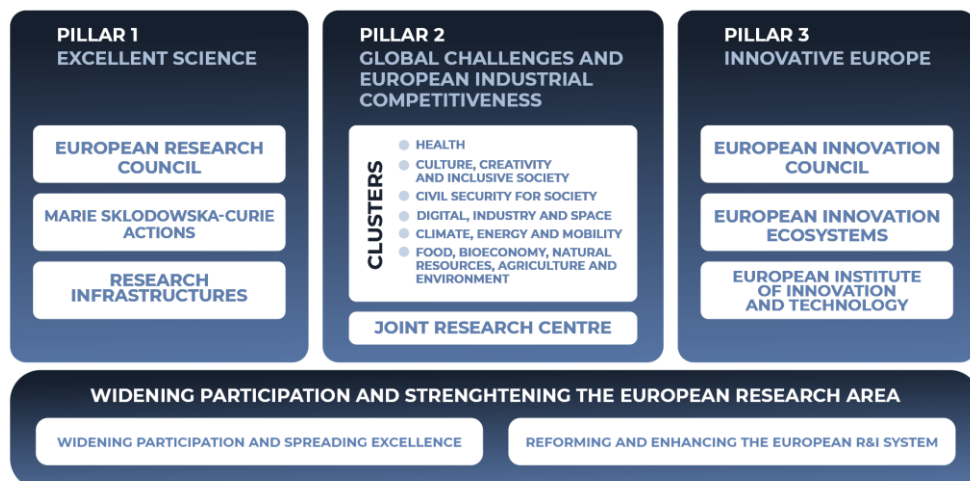 PILLAR 1
EXCELLENT SCIENCE
EUROPEAN RESEARCH
COUNCIL
MARIE SKLODOWSKA-CURIE
ACTIONS
RESEARCH
INFRASTRUCTURES
PILLAR 2
GLOBAL CHALLENGES AND
EUROPEAN INDUSTRIAL
COMPETITIVENESS
CLUSTERS
HEALTH
CULTURE, CREATIVITY
AND INCLUSIVE SOCIETY
CIVIL SECURITY FOR SOCIETY
DIGITAL, INDUSTRY AND SPACE
CLIMATE, ENERGY AND MOBILITY
FOOD, BIOECONOMY, NATURAL
RESOURCES, AGRICULTURE AND
ENVIRONMENT
JOINT RESEARCH CENTRE
PILLAR 3
INNOVATIVE EUROPE
EUROPEAN INNOVATION
COUNCIL
EUROPEAN INNOVATION
ECOSYSTEMS
EUROPEAN INSTITUTE
OF INNOVATION
AND TECHNOLOGY
WIDENING PARTICIPATION AND STRENGHTENING THE EUROPEAN RESEARCH AREA
WIDENING PARTICIPATION AND SPREADING EXCELLENCE
REFORMING AND ENHANCING THE EUROPEAN R&I SYSTEM